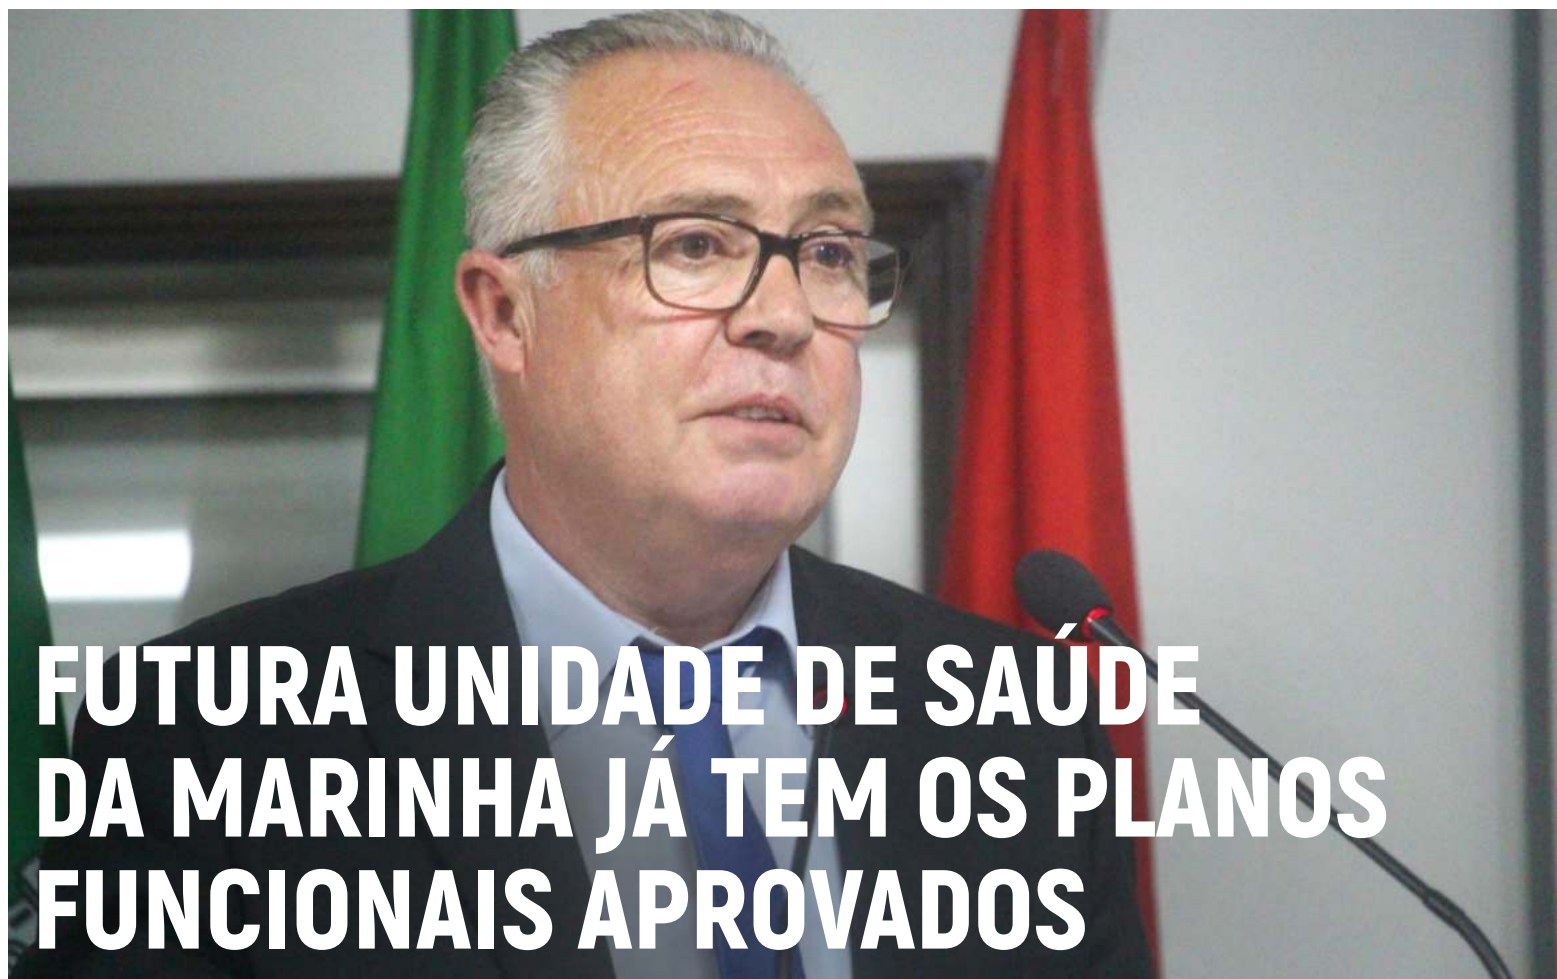 FUTURA UNIDADE DE SAÚDE
DA MARINHA JÁ TEM OS PLANOS
FUNCIONAIS APROVADOS